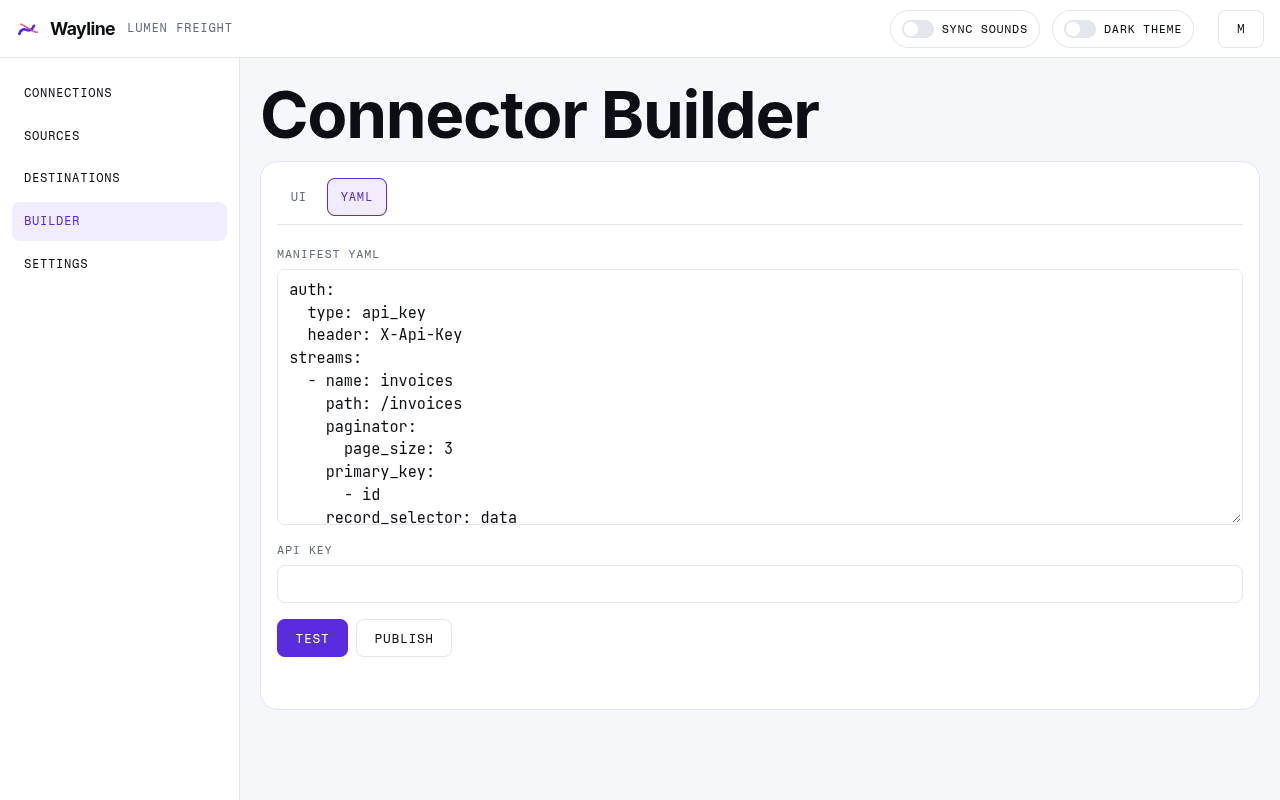 Wayline LUMEN FREIGHT SYNC SOUNDS DARK THEME M
CONNECTIONS
SOURCES
DESTINATIONS
BUILDER
SETTINGS
Connector Builder
UI YAML
MANIFEST YAML
auth:
  type: api_key
  header: X-Api-Key
streams:
  - name: invoices
    path: /invoices
    paginator:
      page_size: 3
    primary_key:
      - id
    record_selector: data
API KEY
TEST PUBLISH